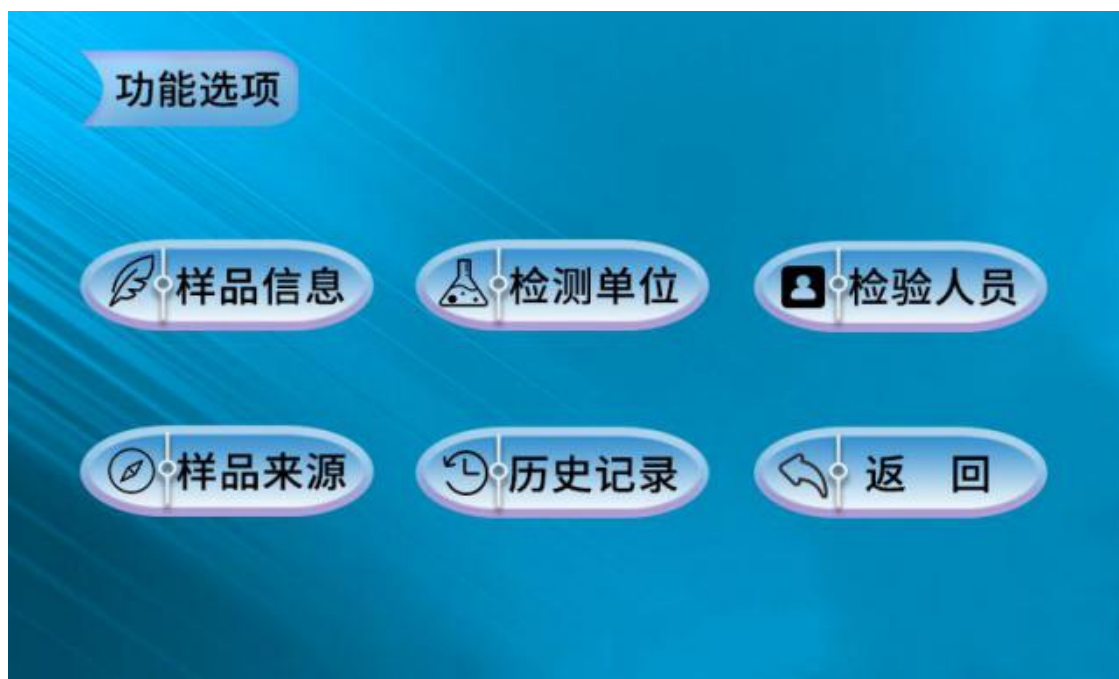 功能选项
样品信息
检测单位
检验人员
样品来源
历史记录
返 回